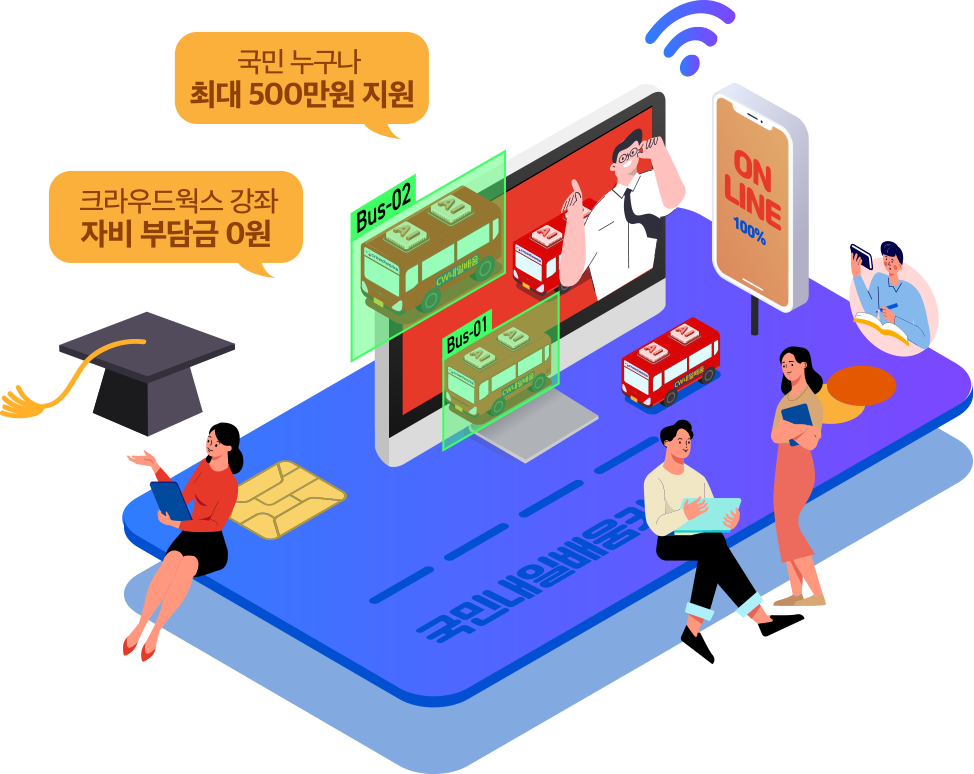 국민 누구나
최대 500만원 지원
크라우드웍스 강좌
자비 부담금 0원
Bus-02
AI
AI
CW내일배움
AI
ON
LINE
100%
Bus-01
AI
AI
CW내일배움
AI
AI
CW내일배움
국민내일배움카드